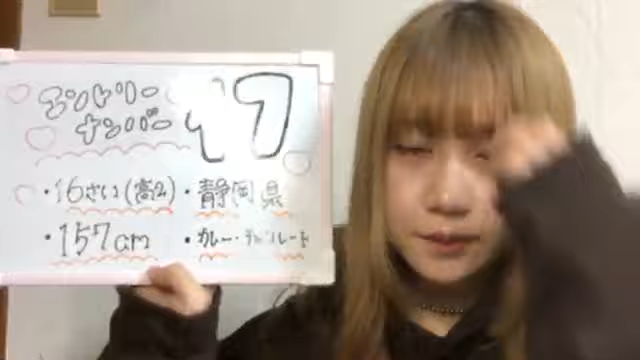 エントリー
ナンバー 17
・16さい(高2)・静岡県
・157cm ・カレー・チョコレート